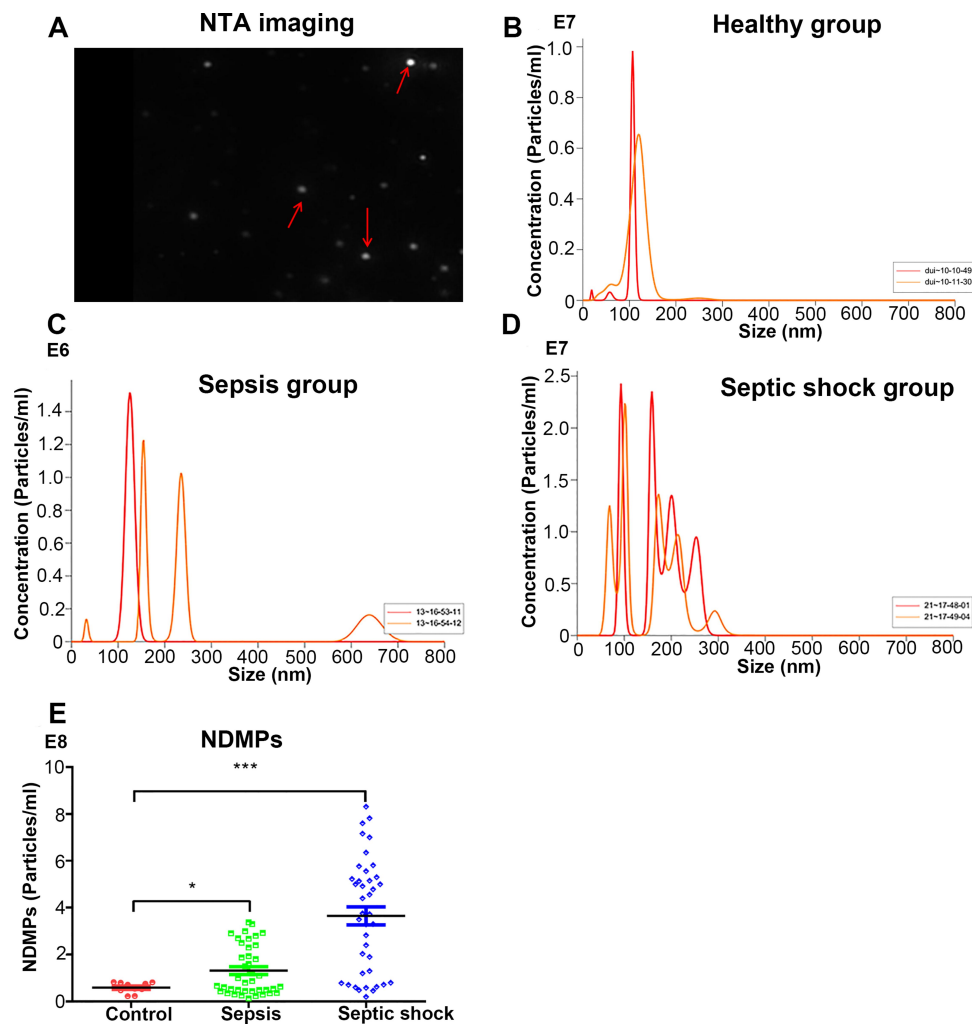 A
NTA imaging
B
E7
Healthy group
Concentration (Particles/ml)
1.0
0.8
0.6
0.4
0.2
0
dui~10-10-49
dui~10-11-30
0 100 200 300 400 500 600 700 800
Size (nm)
C
E6
Sepsis group
Concentration (Particles/ml)
1.4
1.2
1.0
0.8
0.6
0.4
0.2
0
13~16-53-11
13~16-54-12
0 100 200 300 400 500 600 700 800
Size (nm)
D
E7
Septic shock group
Concentration (Particles/ml)
2.5
2.0
1.5
1.0
0.5
0
21~17-48-01
21~17-49-04
0 100 200 300 400 500 600 700 800
Size (nm)
E
E8
NDMPs
NDMPs (Particles/ml)
10
8
6
4
2
0
***
*
Control Sepsis Septic shock